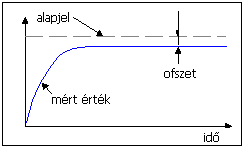 alapjel
ofszet
mért érték
idő